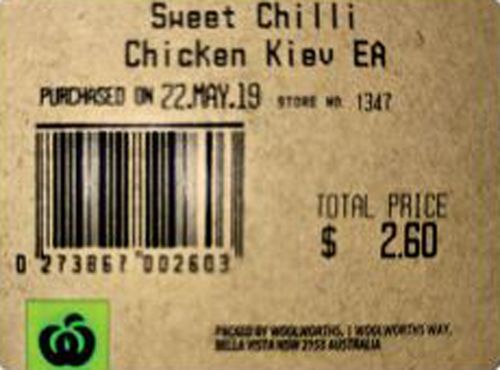 Sweet Chilli
Chicken Kiev EA
PURCHASED ON 22.MAY.19 STORE NO. 1347
TOTAL PRICE
$ 2.60
0 273867 002603
PACKED BY WOOLWORTHS, 1 WOOLWORTHS WAY,
BELLA VISTA NSW 2153 AUSTRALIA